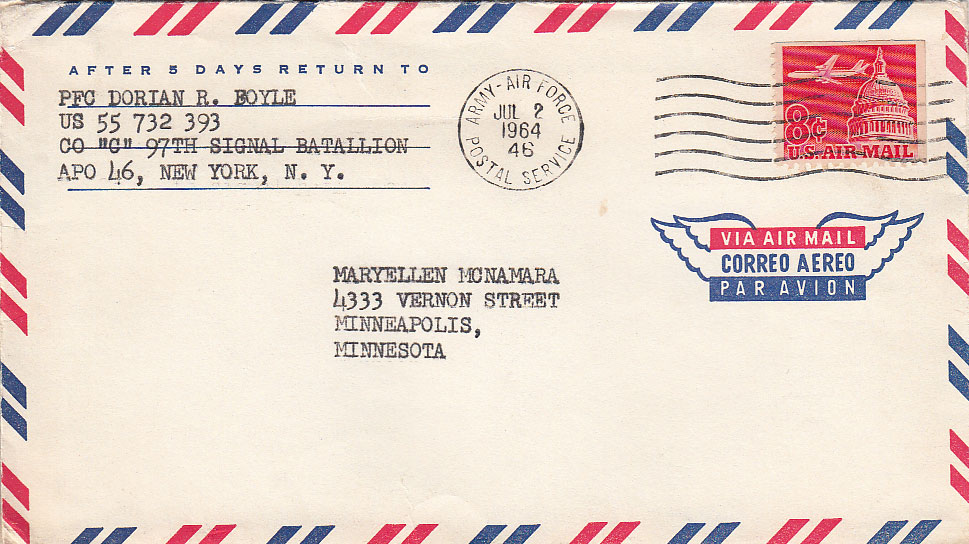 AFTER 5 DAYS RETURN TO
PFC DORIAN R. BOYLE
US 55 732 393
CO "C" 97TH SIGNAL BATALLION
APO 46, NEW YORK, N. Y.
ARMY-AIR FORCE
JUL 2
1964
46
POSTAL SERVICE
8¢
U.S. AIR MAIL
VIA AIR MAIL
CORREO AEREO
PAR AVION
MARYELLEN MCNAMARA
4333 VERNON STREET
MINNEAPOLIS,
MINNESOTA